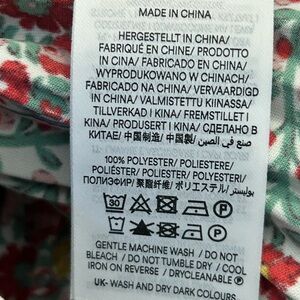 MADE IN CHINA
HERGESTELLT IN CHINA/
FABRIQUÉ EN CHINE/ PRODOTTO
IN CINA/ FABRICADO EN CHINA/
WYPRODUKOWANO W CHINACH/
FABRICADO NA CHINA/ VERVAARDIGD
IN CHINA/ VALMISTETTU KIINASSA/
TILLVERKAD I KINA/ FREMSTILLET I
KINA/ PRODUSERT I KINA/ СДЕЛАНО В
КИТАЕ/ 中国制造/ 中国製/ صنع في الصين
100% POLYESTER/ POLIESTERE/
POLIÉSTER/ POLYESTERI/
ПОЛИЭФИР/ 聚酯纤维/ ポリエステル/ بوليستر
30 P
GENTLE MACHINE WASH / DO NOT
BLEACH / DO NOT TUMBLE DRY / COOL
IRON ON REVERSE / DRYCLEANABLE Ⓟ
UK- WASH AND DRY DARK COLOURS